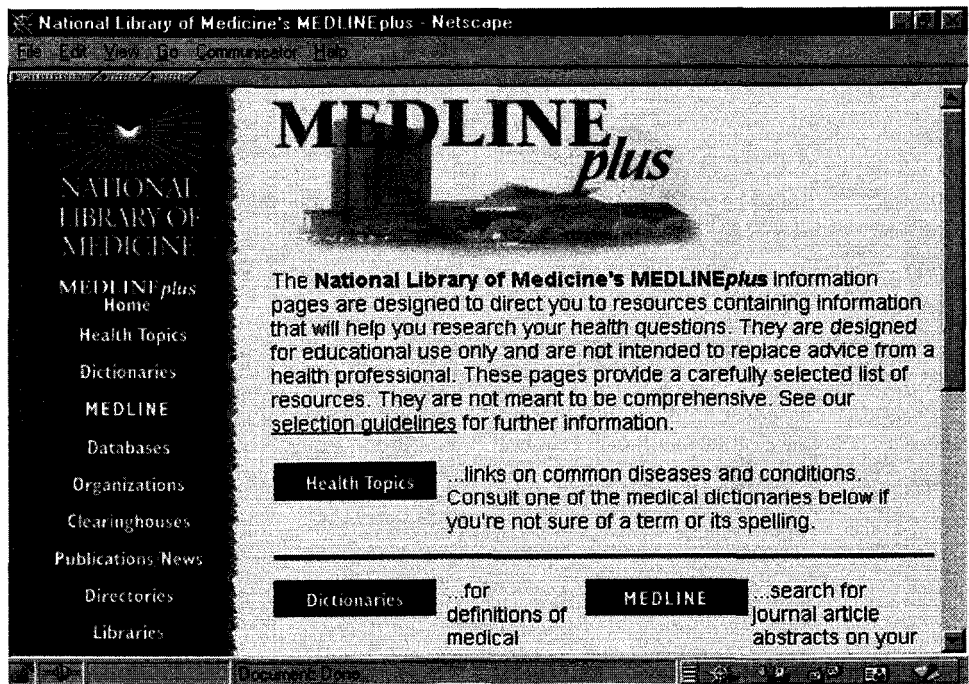 National Library of Medicine's MEDLINEplus - Netscape
File Edit View Go Communicator Help
NATIONAL
LIBRARY OF
MEDICINE
MEDLINEplus
Home
Health Topics
Dictionaries
MEDLINE
Databases
Organizations
Clearinghouses
Publications/News
Directories
Libraries
MEDLINE
plus
The National Library of Medicine's MEDLINEplus information
pages are designed to direct you to resources containing information
that will help you research your health questions. They are designed
for educational use only and are not intended to replace advice from a
health professional. These pages provide a carefully selected list of
resources. They are not meant to be comprehensive. See our
selection guidelines for further information.
Health Topics
...links on common diseases and conditions.
Consult one of the medical dictionaries below if
you're not sure of a term or its spelling.
Dictionaries
...for
definitions of
medical
MEDLINE
...search for
journal article
abstracts on your
Document: Done